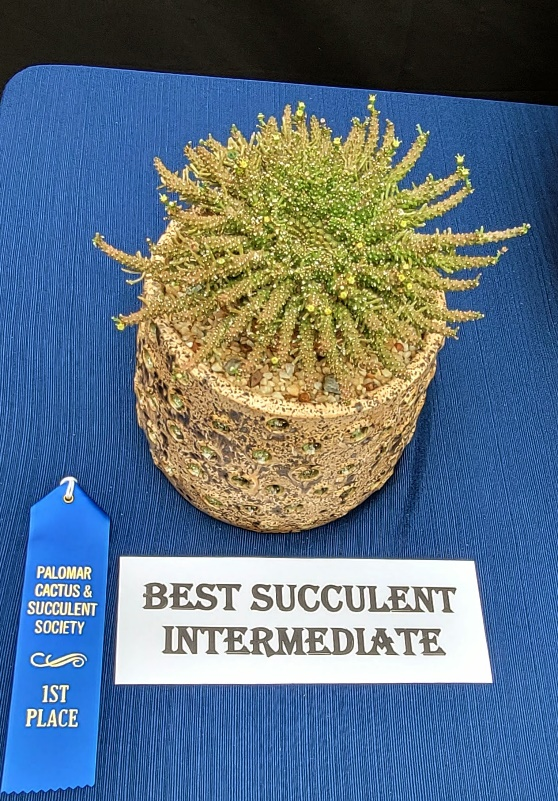 PALOMAR
CACTUS &
SUCCULENT
SOCIETY
1ST
PLACE
BEST SUCCULENT
INTERMEDIATE